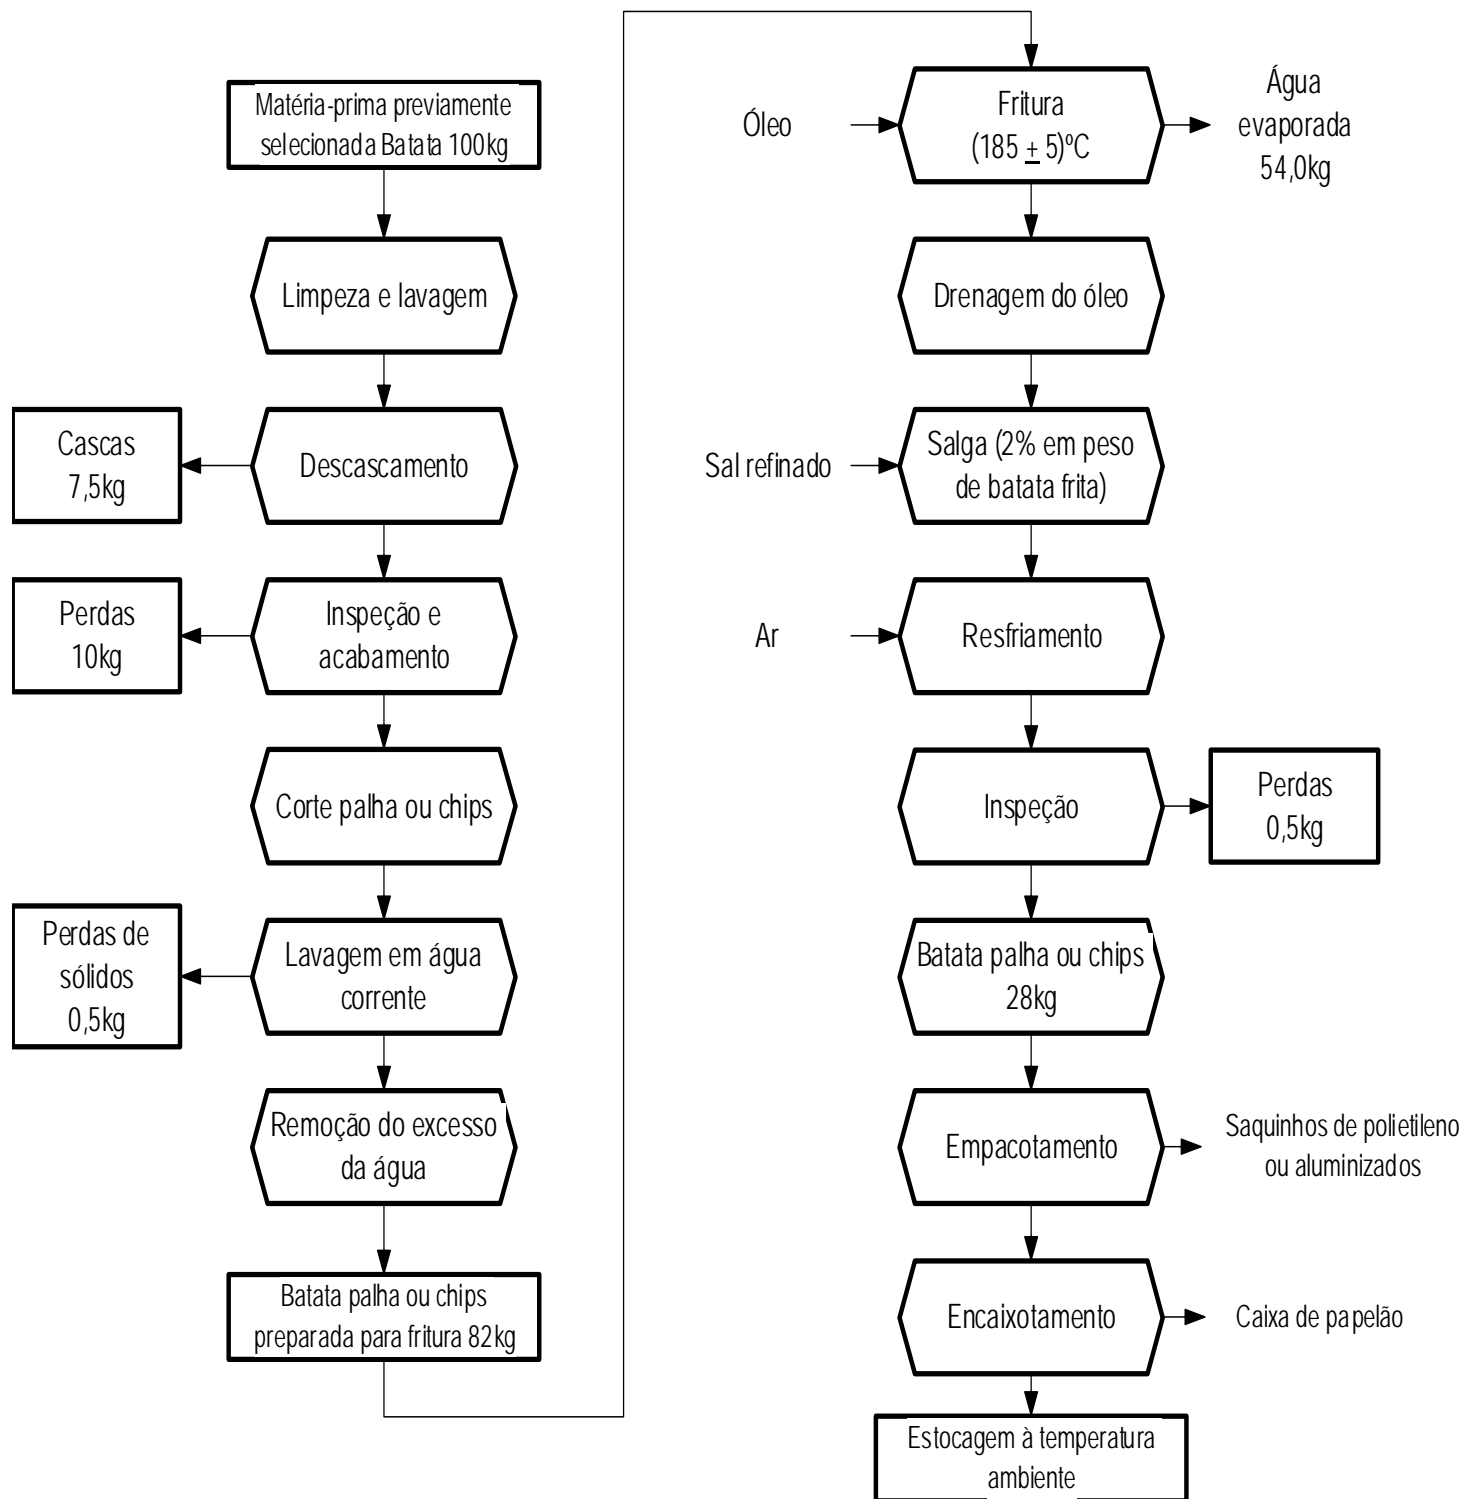 Matéria-prima previamente
selecionada Batata 100kg
Limpeza e lavagem
Cascas
7,5kg
Descascamento
Perdas
10kg
Inspeção e
acabamento
Corte palha ou chips
Perdas de
sólidos
0,5kg
Lavagem em água
corrente
Remoção do excesso
da água
Batata palha ou chips
preparada para fritura 82kg
Óleo
Fritura
(185 ± 5)ºC
Água
evaporada
54,0kg
Drenagem do óleo
Sal refinado
Salga (2% em peso
de batata frita)
Ar
Resfriamento
Inspeção
Perdas
0,5kg
Batata palha ou chips
28kg
Empacotamento
Saquinhos de polietileno
ou aluminizados
Encaixotamento
Caixa de papelão
Estocagem à temperatura
ambiente